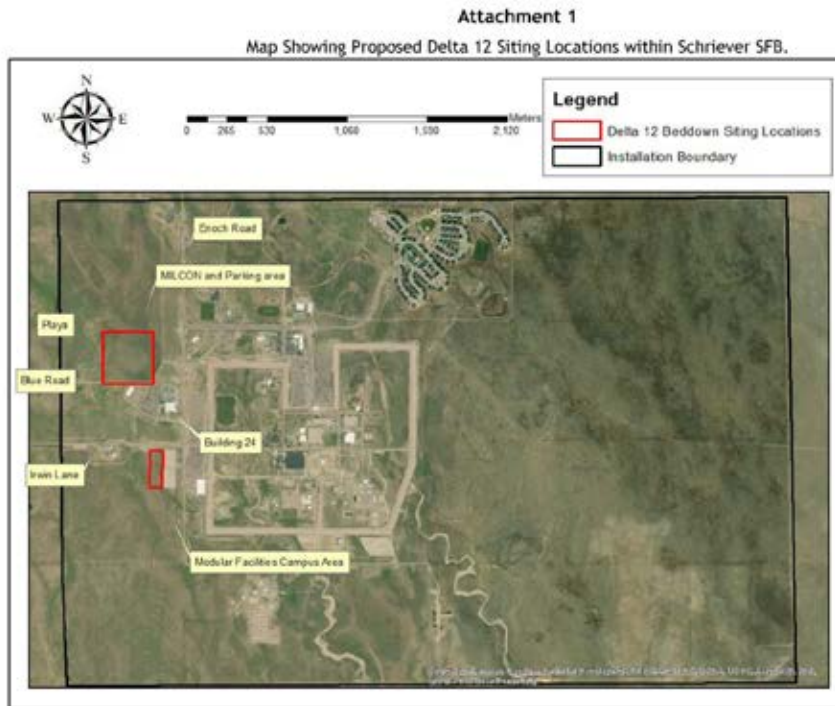 Attachment 1
Map Showing Proposed Delta 12 Siting Locations within Schriever SFB.
N
W E
S
Meters
0 265 530 1,060 1,590 2,120
Legend
Delta 12 Beddown Siting Locations
Installation Boundary
Enoch Road
MILCON and Parking area
Playa
Blue Road
Building 24
Irwin Lane
Modular Facilities Campus Area